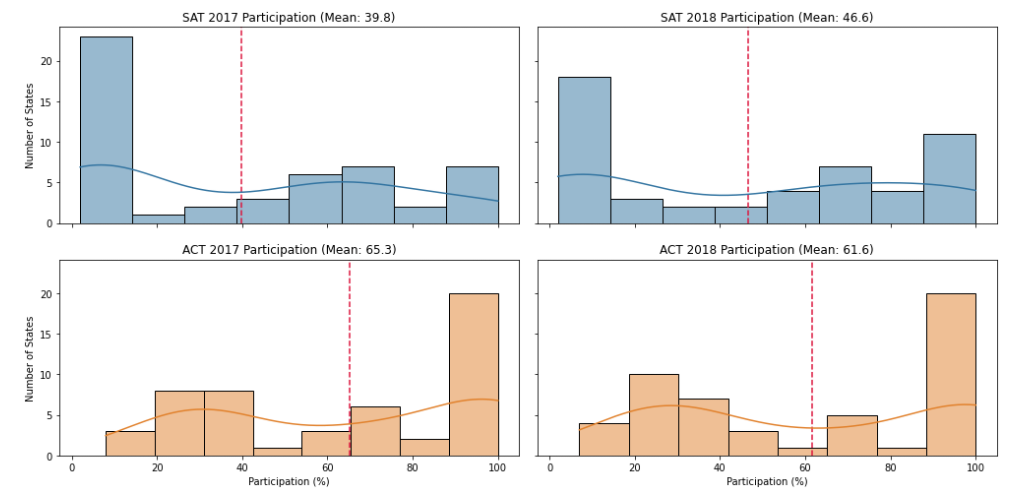 SAT 2017 Participation (Mean: 39.8)
SAT 2018 Participation (Mean: 46.6)
20
15
10
5
0
Number of States
ACT 2017 Participation (Mean: 65.3)
ACT 2018 Participation (Mean: 61.6)
20
15
10
5
0
Number of States
0 20 40 60 80 100
Participation (%)
0 20 40 60 80 100
Participation (%)